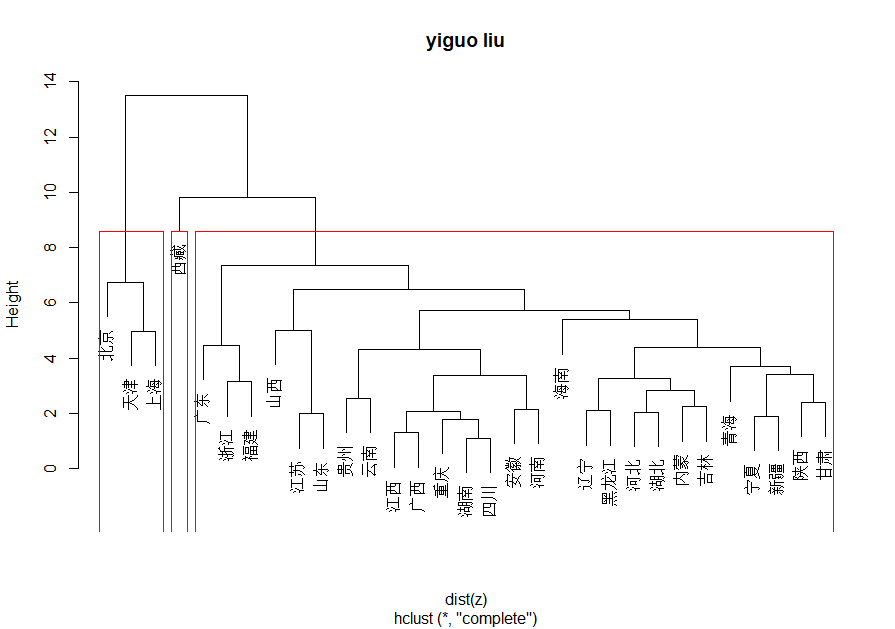 yiguo liu
14
12
10
8
6
4
2
0
Height
北京
天津
上海
西藏
广东
浙江
福建
山西
江苏
山东
贵州
云南
江西
广西
重庆
湖南
四川
安徽
河南
海南
辽宁
黑龙江
河北
湖北
内蒙
吉林
青海
宁夏
新疆
陕西
甘肃
dist(z)
hclust (*, "complete")